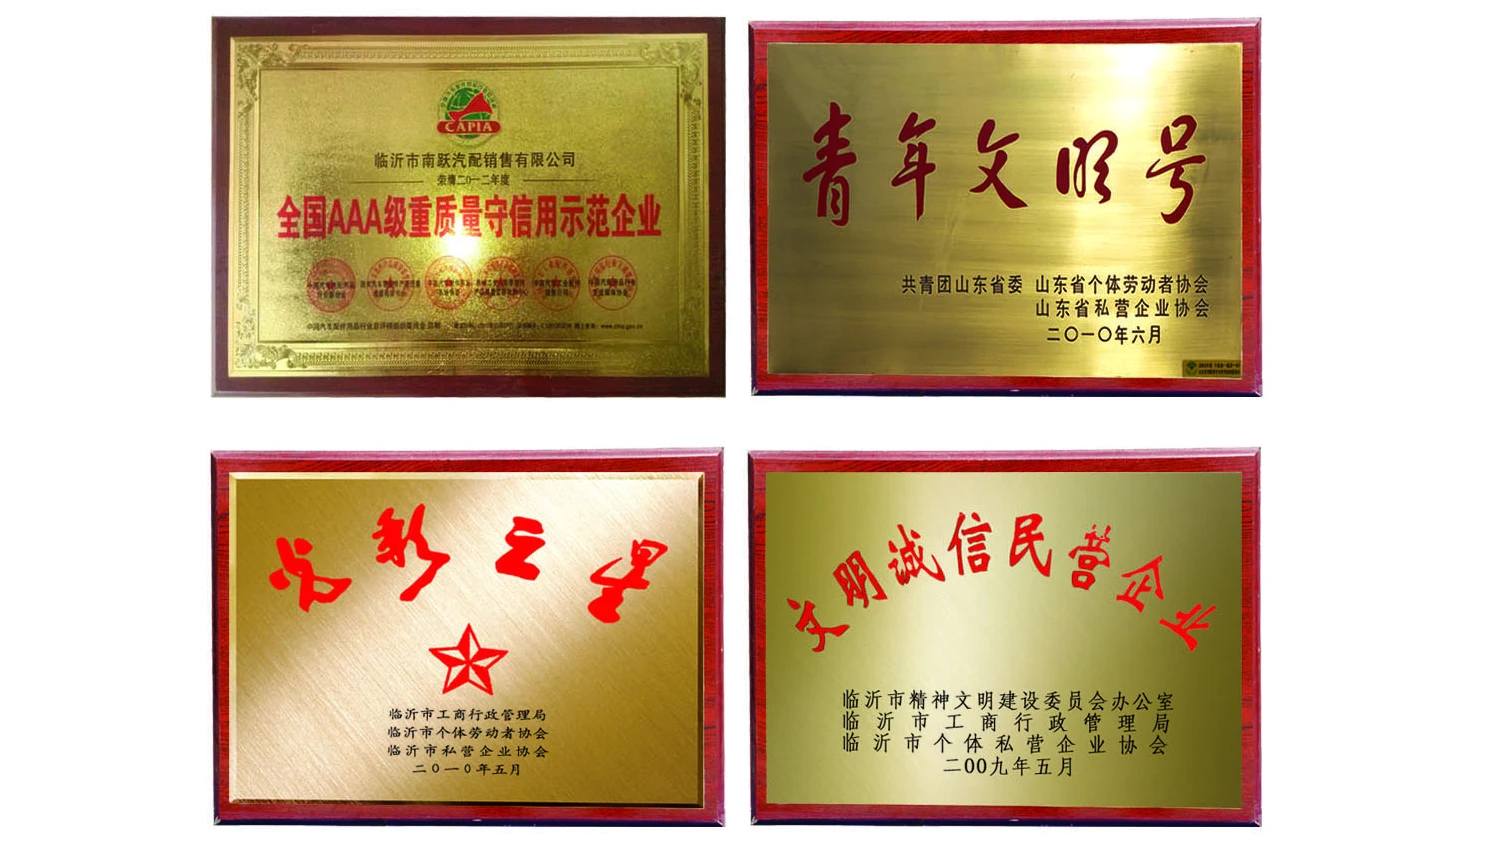 CAPIA
临沂市南跃汽配销售有限公司
荣膺二〇一二年度
全国AAA级重质量守信用示范企业
青年文明号
共青团山东省委 山东省个体劳动者协会
山东省私营企业协会
二〇一〇年六月
光彩之星
临沂市工商行政管理局
临沂市个体劳动者协会
临沂市私营企业协会
二〇一〇年五月
文明诚信民营企业
临沂市精神文明建设委员会办公室
临沂市工商行政管理局
临沂市个体私营企业协会
二00九年五月